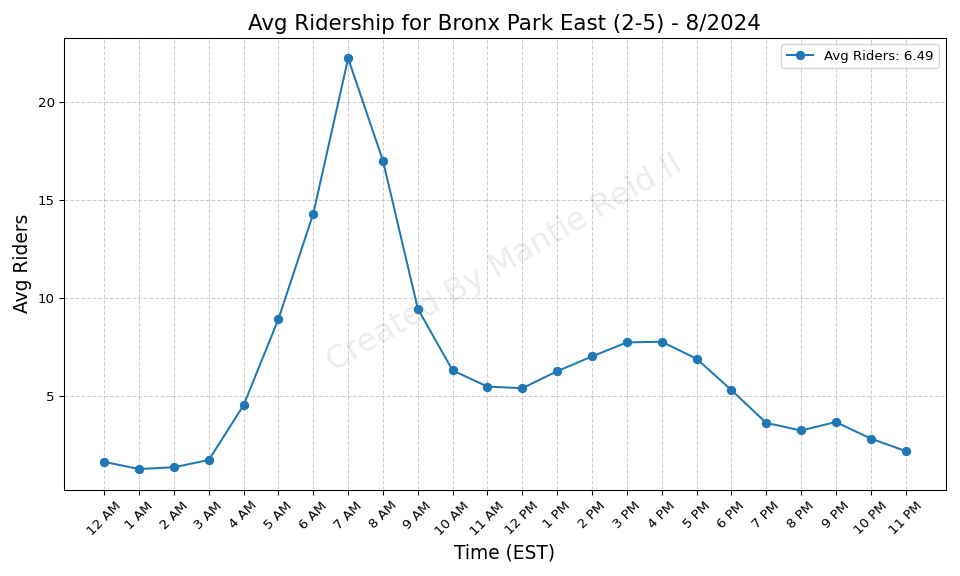 Avg Ridership for Bronx Park East (2-5) - 8/2024
Avg Riders: 6.49
Avg Riders
20
15
10
5
Created By Mantle Reid II
12 AM
1 AM
2 AM
3 AM
4 AM
5 AM
6 AM
7 AM
8 AM
9 AM
10 AM
11 AM
12 PM
1 PM
2 PM
3 PM
4 PM
5 PM
6 PM
7 PM
8 PM
9 PM
10 PM
11 PM
Time (EST)